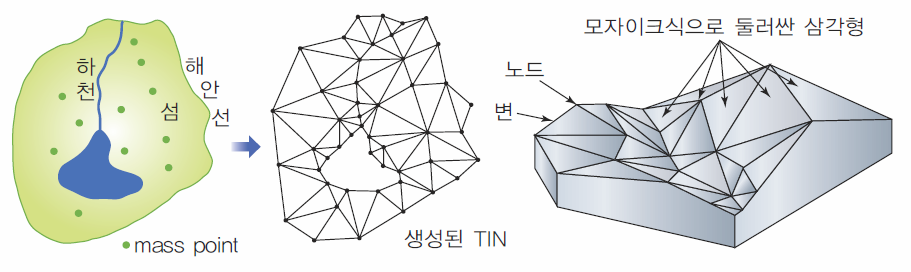 하천
해안선
섬
mass point
생성된 TIN
모자이크식으로 둘러싼 삼각형
노드
변